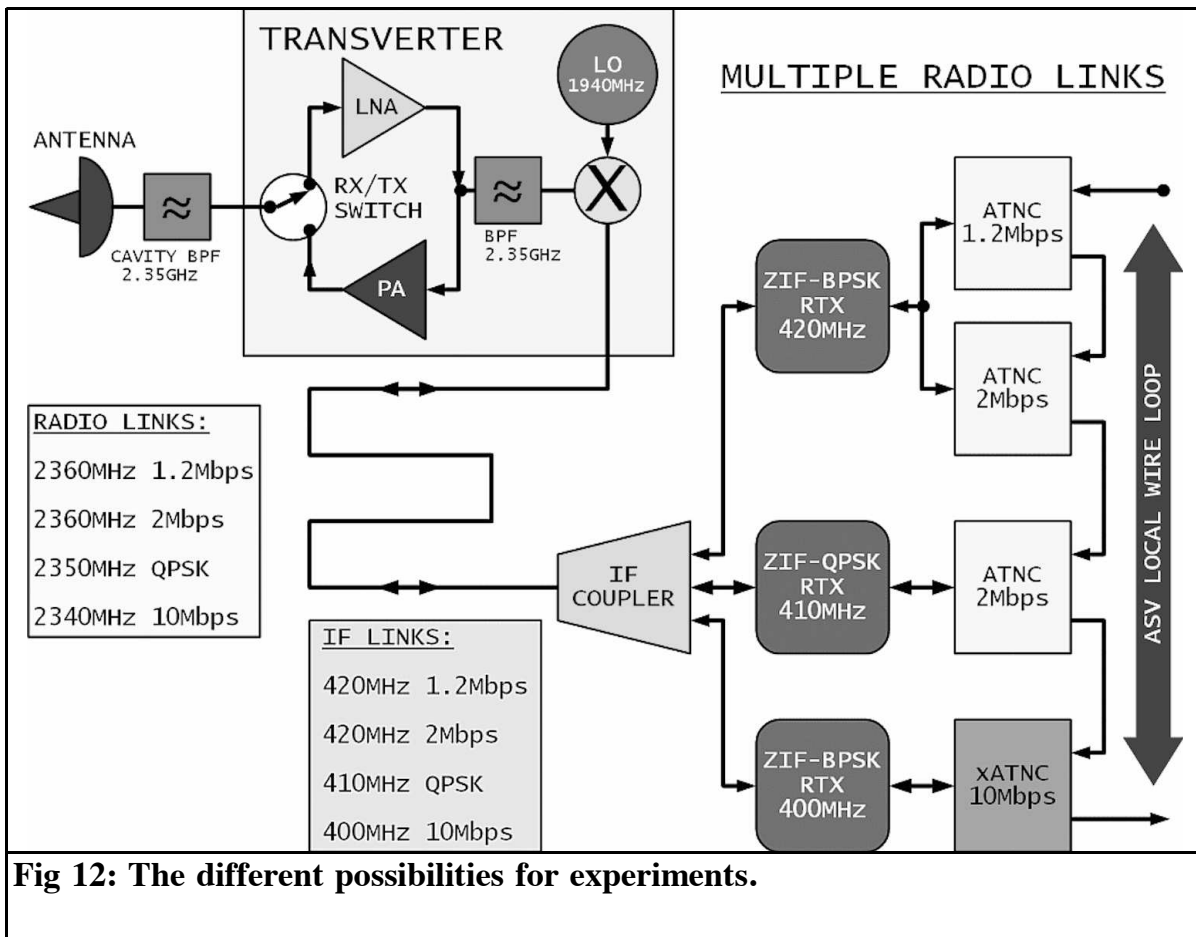 TRANSVERTER
LO
1940MHz
MULTIPLE RADIO LINKS
LNA
ANTENNA
≈
CAVITY BPF
2.35GHz
RX/TX
SWITCH
≈
BPF
2.35GHz
X
PA
ATNC
1.2Mbps
ZIF-BPSK
RTX
420MHz
ATNC
2Mbps
RADIO LINKS:
2360MHz 1.2Mbps
2360MHz 2Mbps
2350MHz QPSK
2340MHz 10Mbps
IF
COUPLER
ZIF-QPSK
RTX
410MHz
ATNC
2Mbps
ASV LOCAL WIRE LOOP
IF LINKS:
420MHz 1.2Mbps
420MHz 2Mbps
410MHz QPSK
400MHz 10Mbps
ZIF-BPSK
RTX
400MHz
xATNC
10Mbps
Fig 12: The different possibilities for experiments.